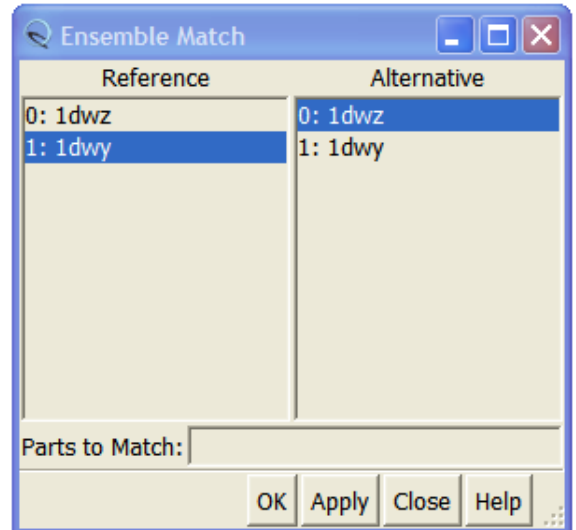 Ensemble Match
Reference Alternative
0: 1dwz 0: 1dwz
1: 1dwy 1: 1dwy
Parts to Match:
OK Apply Close Help